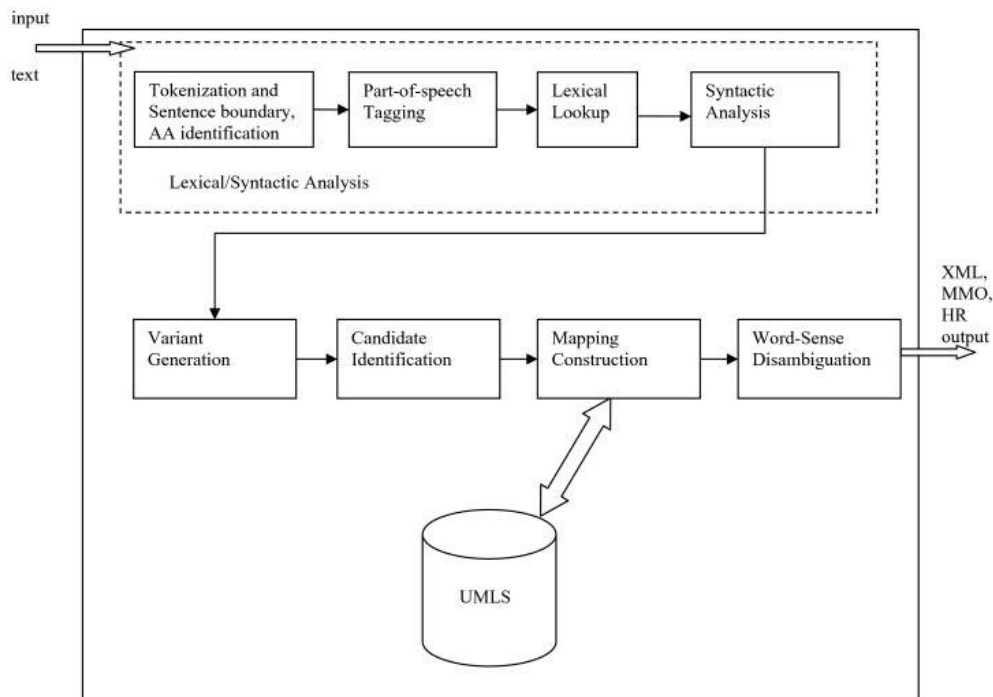 input
text
Tokenization and
Sentence boundary,
AA identification
Part-of-speech
Tagging
Lexical
Lookup
Syntactic
Analysis
Lexical/Syntactic Analysis
Variant
Generation
Candidate
Identification
Mapping
Construction
Word-Sense
Disambiguation
XML,
MMO,
HR
output
UMLS